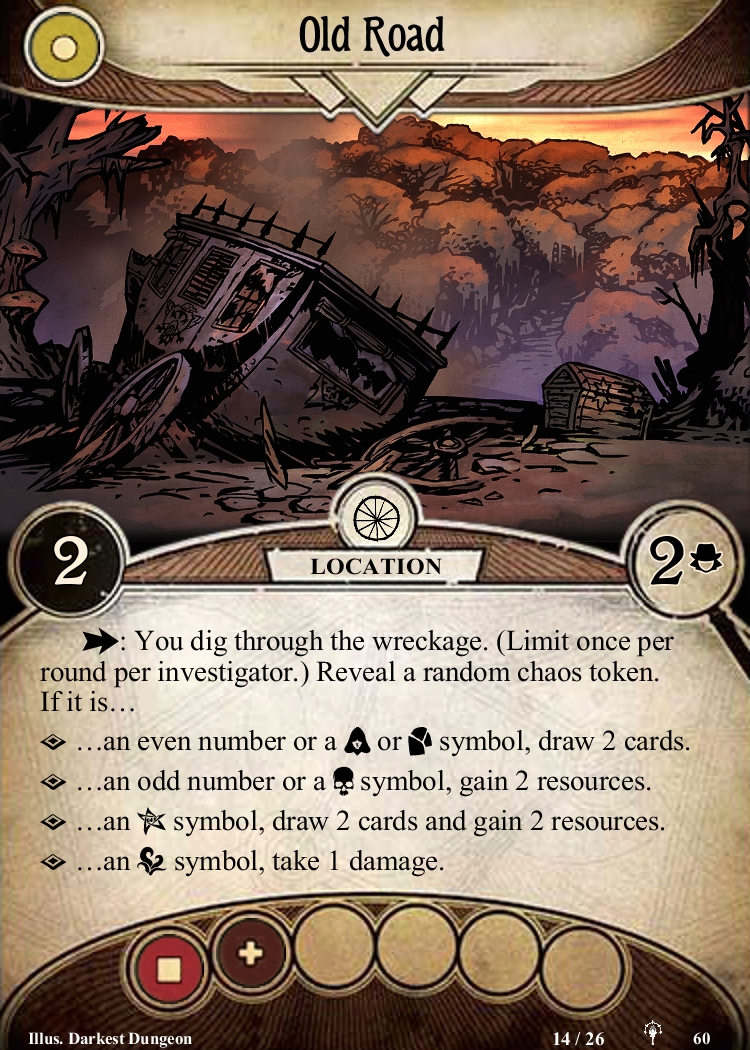 Old Road
2
LOCATION
2
: You dig through the wreckage. (Limit once per
round per investigator.) Reveal a random chaos token.
If it is…
…an even number or a or symbol, draw 2 cards.
…an odd number or a symbol, gain 2 resources.
…an symbol, draw 2 cards and gain 2 resources.
…an symbol, take 1 damage.
Illus. Darkest Dungeon
14 / 26
60